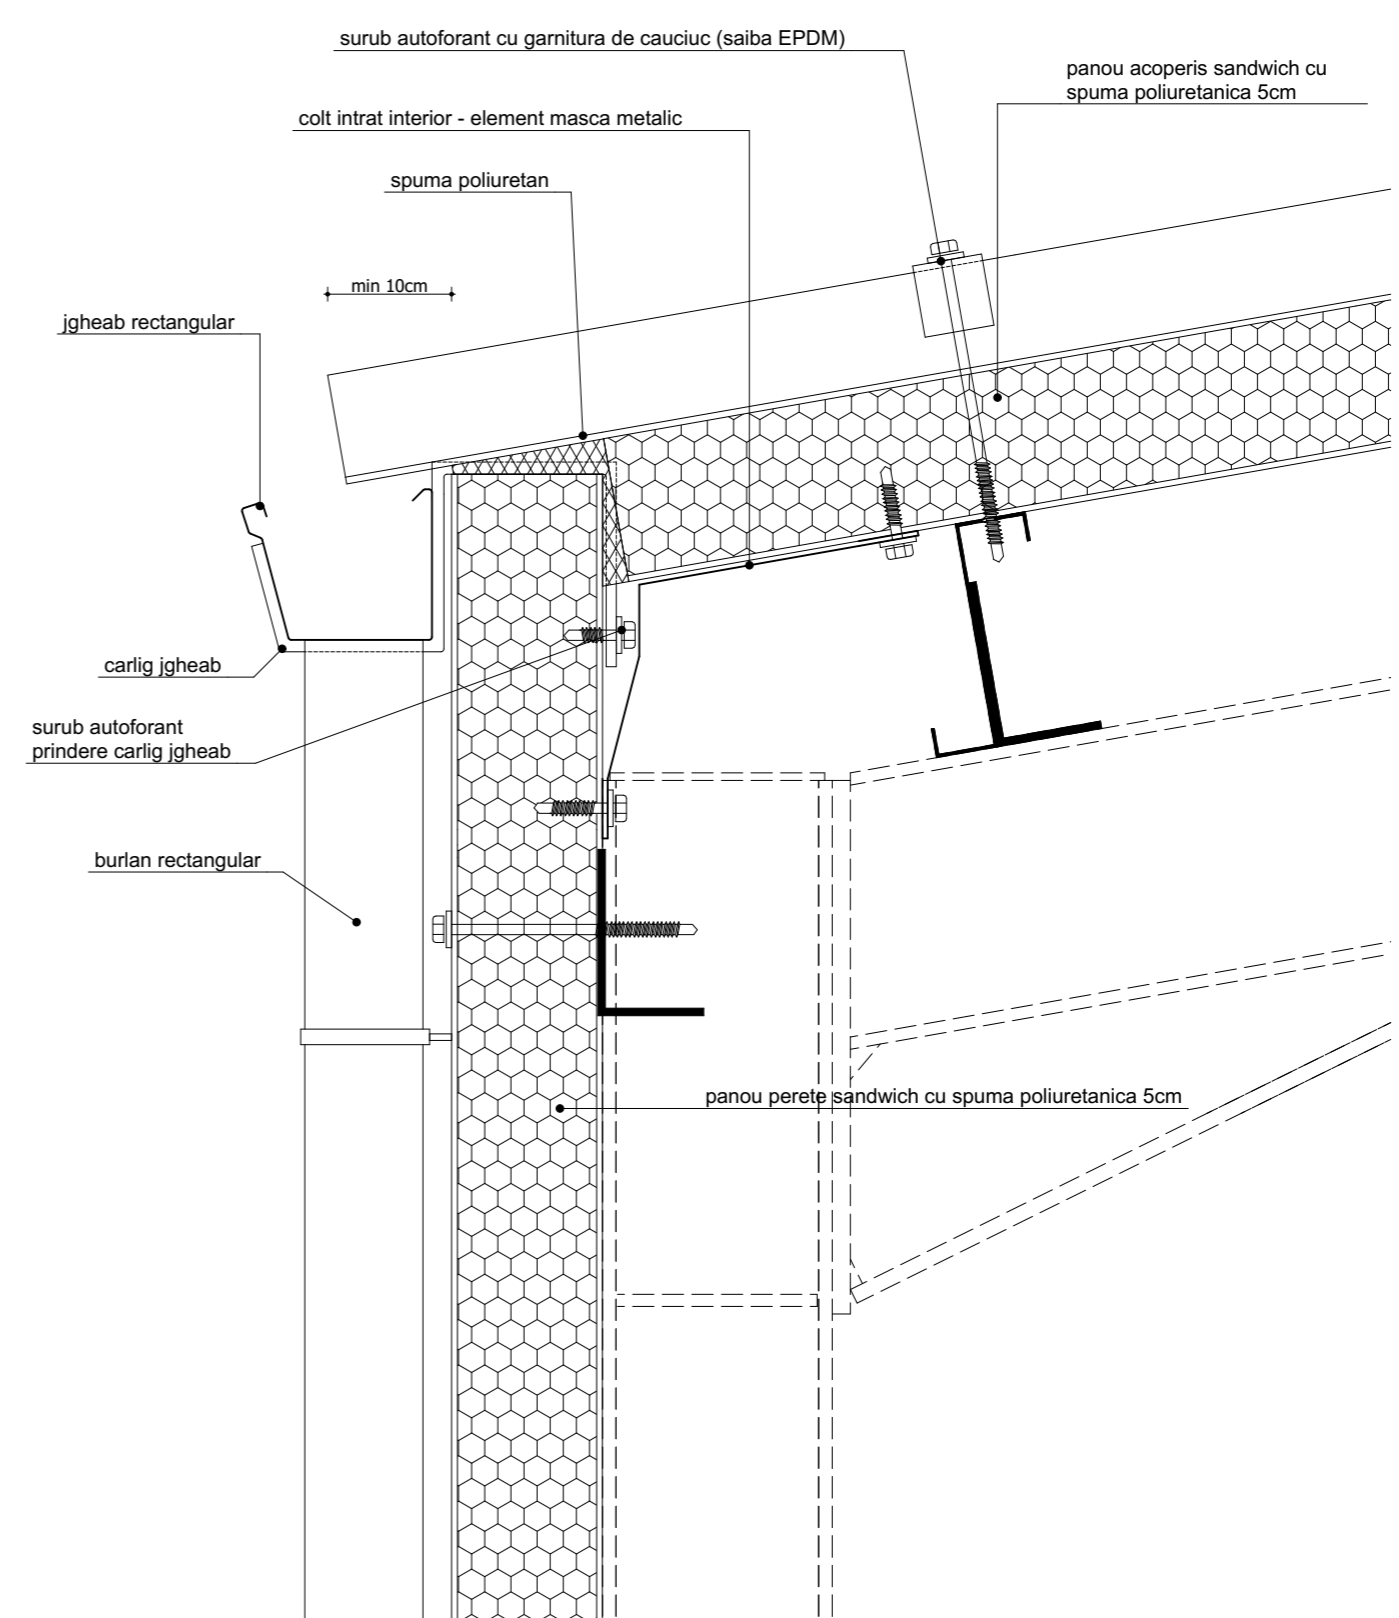 surub autoforant cu garnitura de cauciuc (saiba EPDM)
panou acoperis sandwich cu
spuma poliuretanica 5cm
colt intrat interior - element masca metalic
spuma poliuretan
min 10cm
jgheab rectangular
carlig jgheab
surub autoforant
prindere carlig jgheab
burlan rectangular
panou perete sandwich cu spuma poliuretanica 5cm